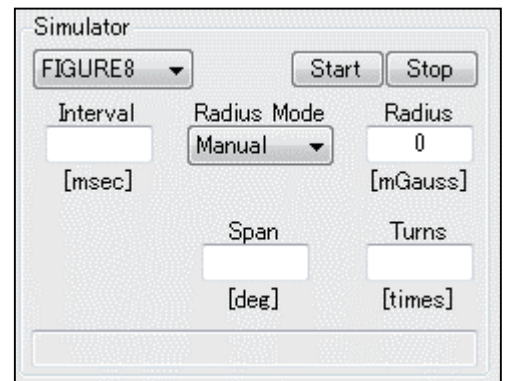 Simulator
FIGURE8 Start Stop
Interval Radius Mode Radius
Manual 0
[msec] [mGauss]
Span Turns
[deg] [times]